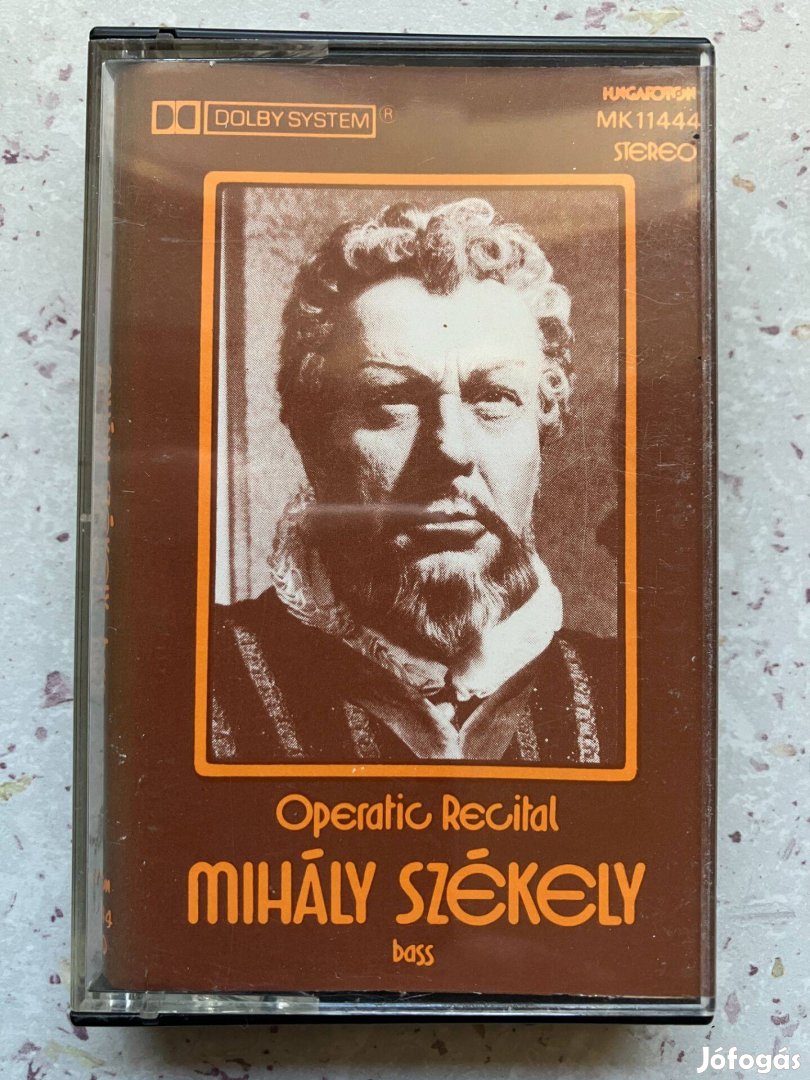 DOLBY SYSTEM ®
HUNGAROTON
MK 11444
STEREO
Operatic Recital
MIHÁLY SZÉKELY
bass
Jófogás